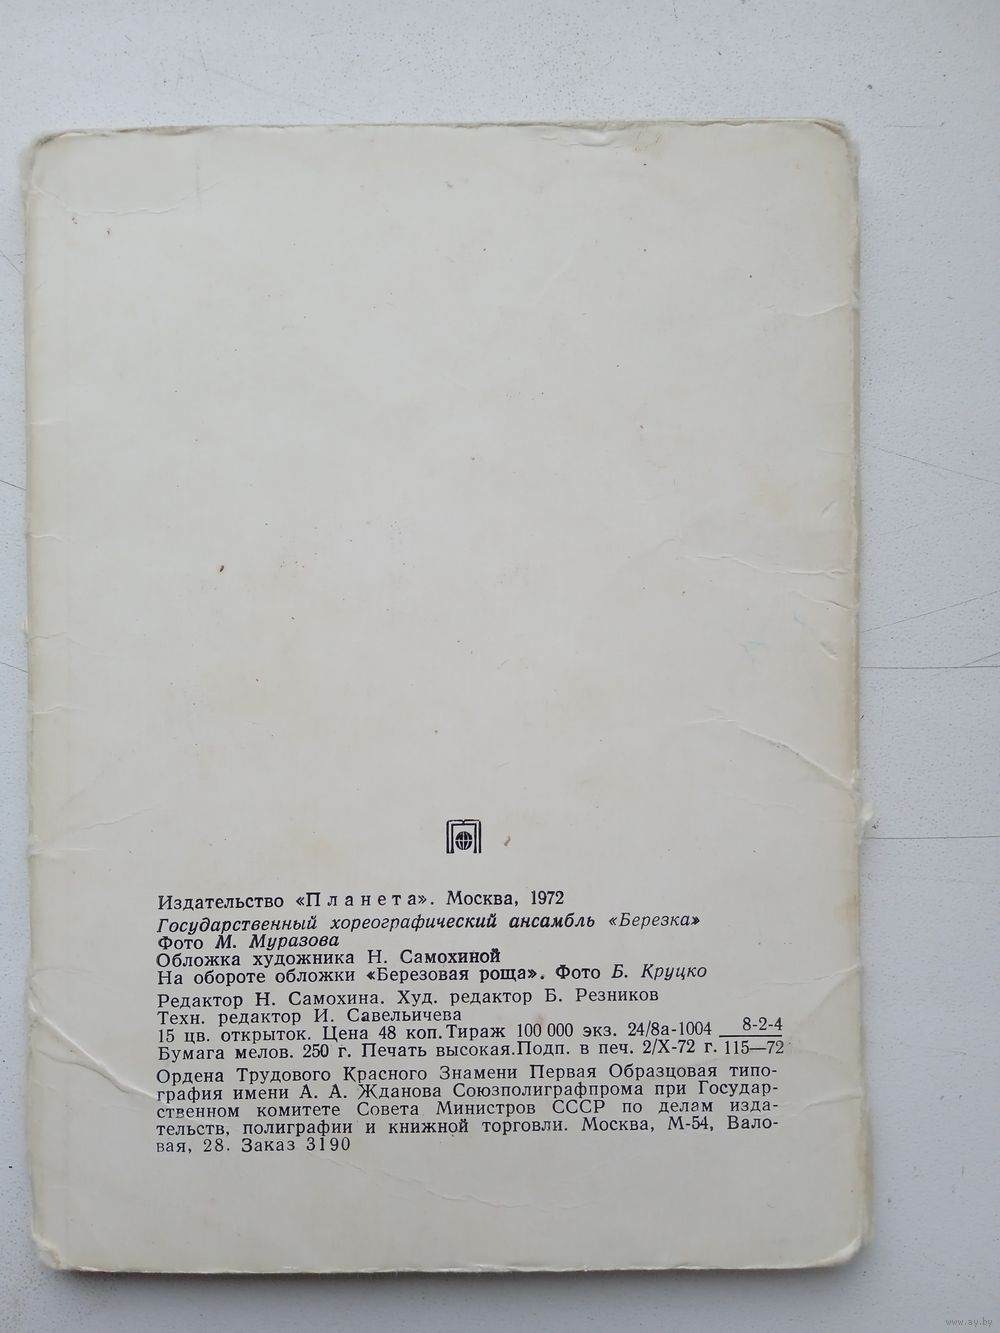 Издательство «Планета». Москва, 1972
Государственный хореографический ансамбль «Березка»
Фото М. Муразова
Обложка художника Н. Самохиной
На обороте обложки «Березовая роща». Фото Б. Круцко
Редактор Н. Самохина. Худ. редактор Б. Резников
Техн. редактор И. Савельичева
15 цв. открыток. Цена 48 коп. Тираж 100 000 экз. 24/8а-1004 8-2-4
Бумага мелов. 250 г. Печать высокая. Подп. в печ. 2/X-72 г. 115—72
Ордена Трудового Красного Знамени Первая Образцовая типо-
графия имени А. А. Жданова Союзполиграфпрома при Государ-
ственном комитете Совета Министров СССР по делам изда-
тельств, полиграфии и книжной торговли. Москва, М-54, Вало-
вая, 28. Заказ 3190
www.ay.by